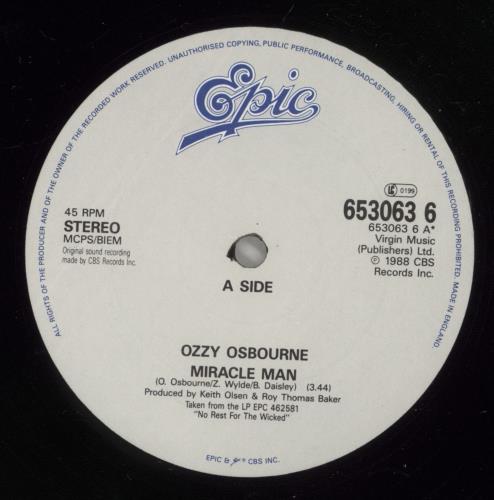 ALL RIGHTS OF THE PRODUCER AND OF THE OWNER OF THE RECORDED WORK RESERVED. UNAUTHORISED COPYING, PUBLIC PERFORMANCE, BROADCASTING, HIRING OR RENTAL OF THIS RECORDING PROHIBITED. MADE IN ENGLAND.
Epic
45 RPM
STEREO
MCPS/BIEM
Original sound recording
made by CBS Records Inc.
LC 0199
653063 6
653063 6 A*
Virgin Music
(Publishers) Ltd.
℗ 1988 CBS
Records Inc.
A SIDE
OZZY OSBOURNE
MIRACLE MAN
(O. Osbourne/Z. Wylde/B. Daisley) (3.44)
Produced by Keith Olsen & Roy Thomas Baker
Taken from the LP EPC 462581
"No Rest For The Wicked"
EPIC & CBS INC.